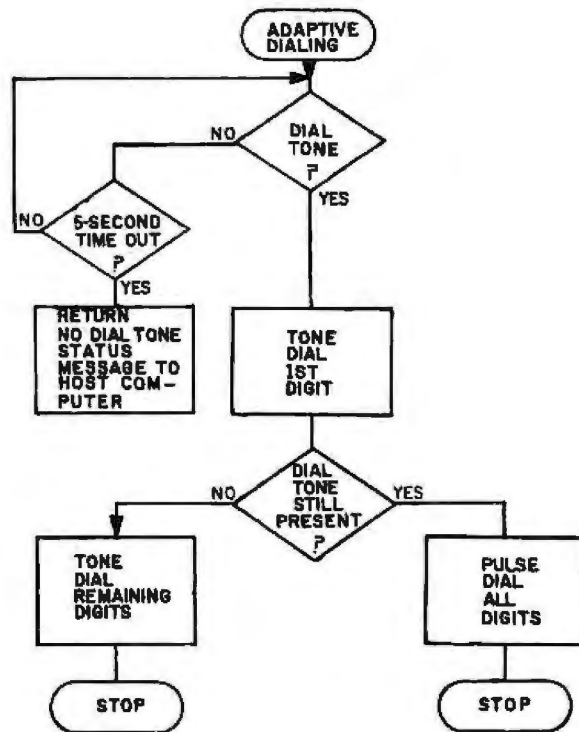 ADAPTIVE
DIALING
NO
DIAL
TONE
?
YES
NO
5-SECOND
TIME OUT
?
YES
RETURN
NO DIAL TONE
STATUS
MESSAGE TO
HOST COM-
PUTER
TONE
DIAL
1ST
DIGIT
NO
DIAL
TONE
STILL
PRESENT
?
YES
TONE
DIAL
REMAINING
DIGITS
PULSE
DIAL
ALL
DIGITS
STOP
STOP